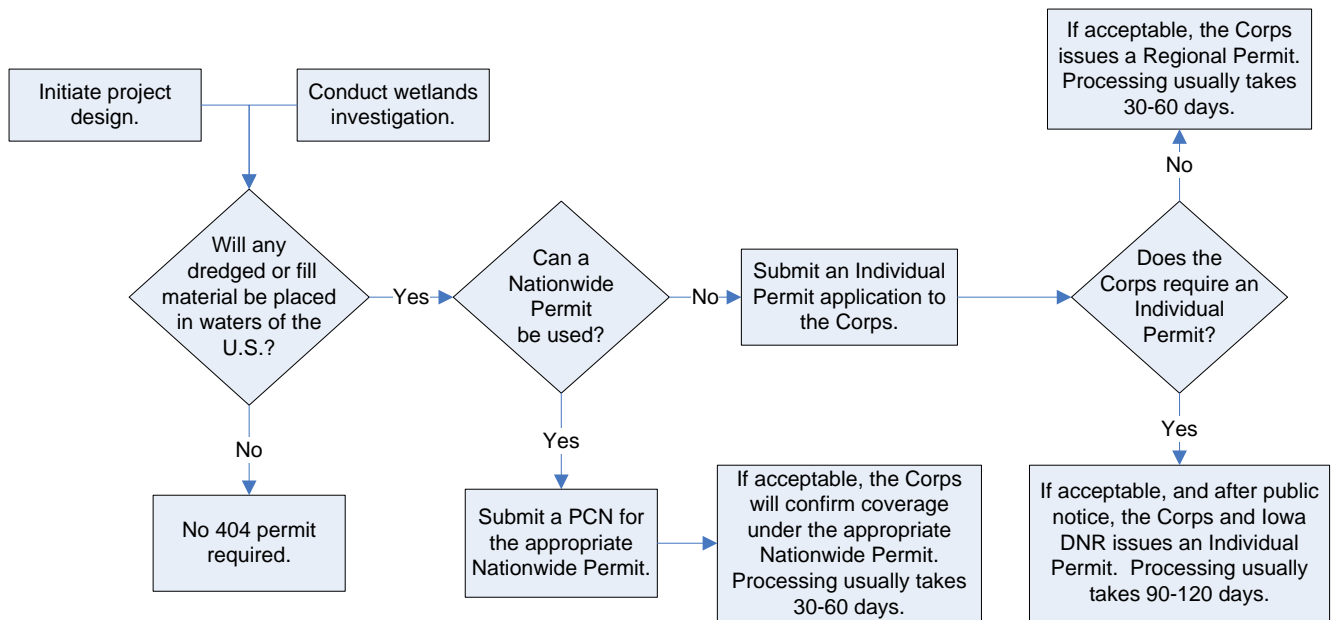 Initiate project
design.
Conduct wetlands
investigation.
Will any
dredged or fill
material be placed
in waters of the
U.S.?
Yes
No
No 404 permit
required.
Can a
Nationwide
Permit
be used?
No
Yes
Submit a PCN for
the appropriate
Nationwide Permit.
If acceptable, the Corps
will confirm coverage
under the appropriate
Nationwide Permit.
Processing usually takes
30-60 days.
Submit an Individual
Permit application to
the Corps.
Does the
Corps require an
Individual
Permit?
No
If acceptable, the Corps
issues a Regional Permit.
Processing usually takes
30-60 days.
Yes
If acceptable, and after public
notice, the Corps and Iowa
DNR issues an Individual
Permit.  Processing usually
takes 90-120 days.